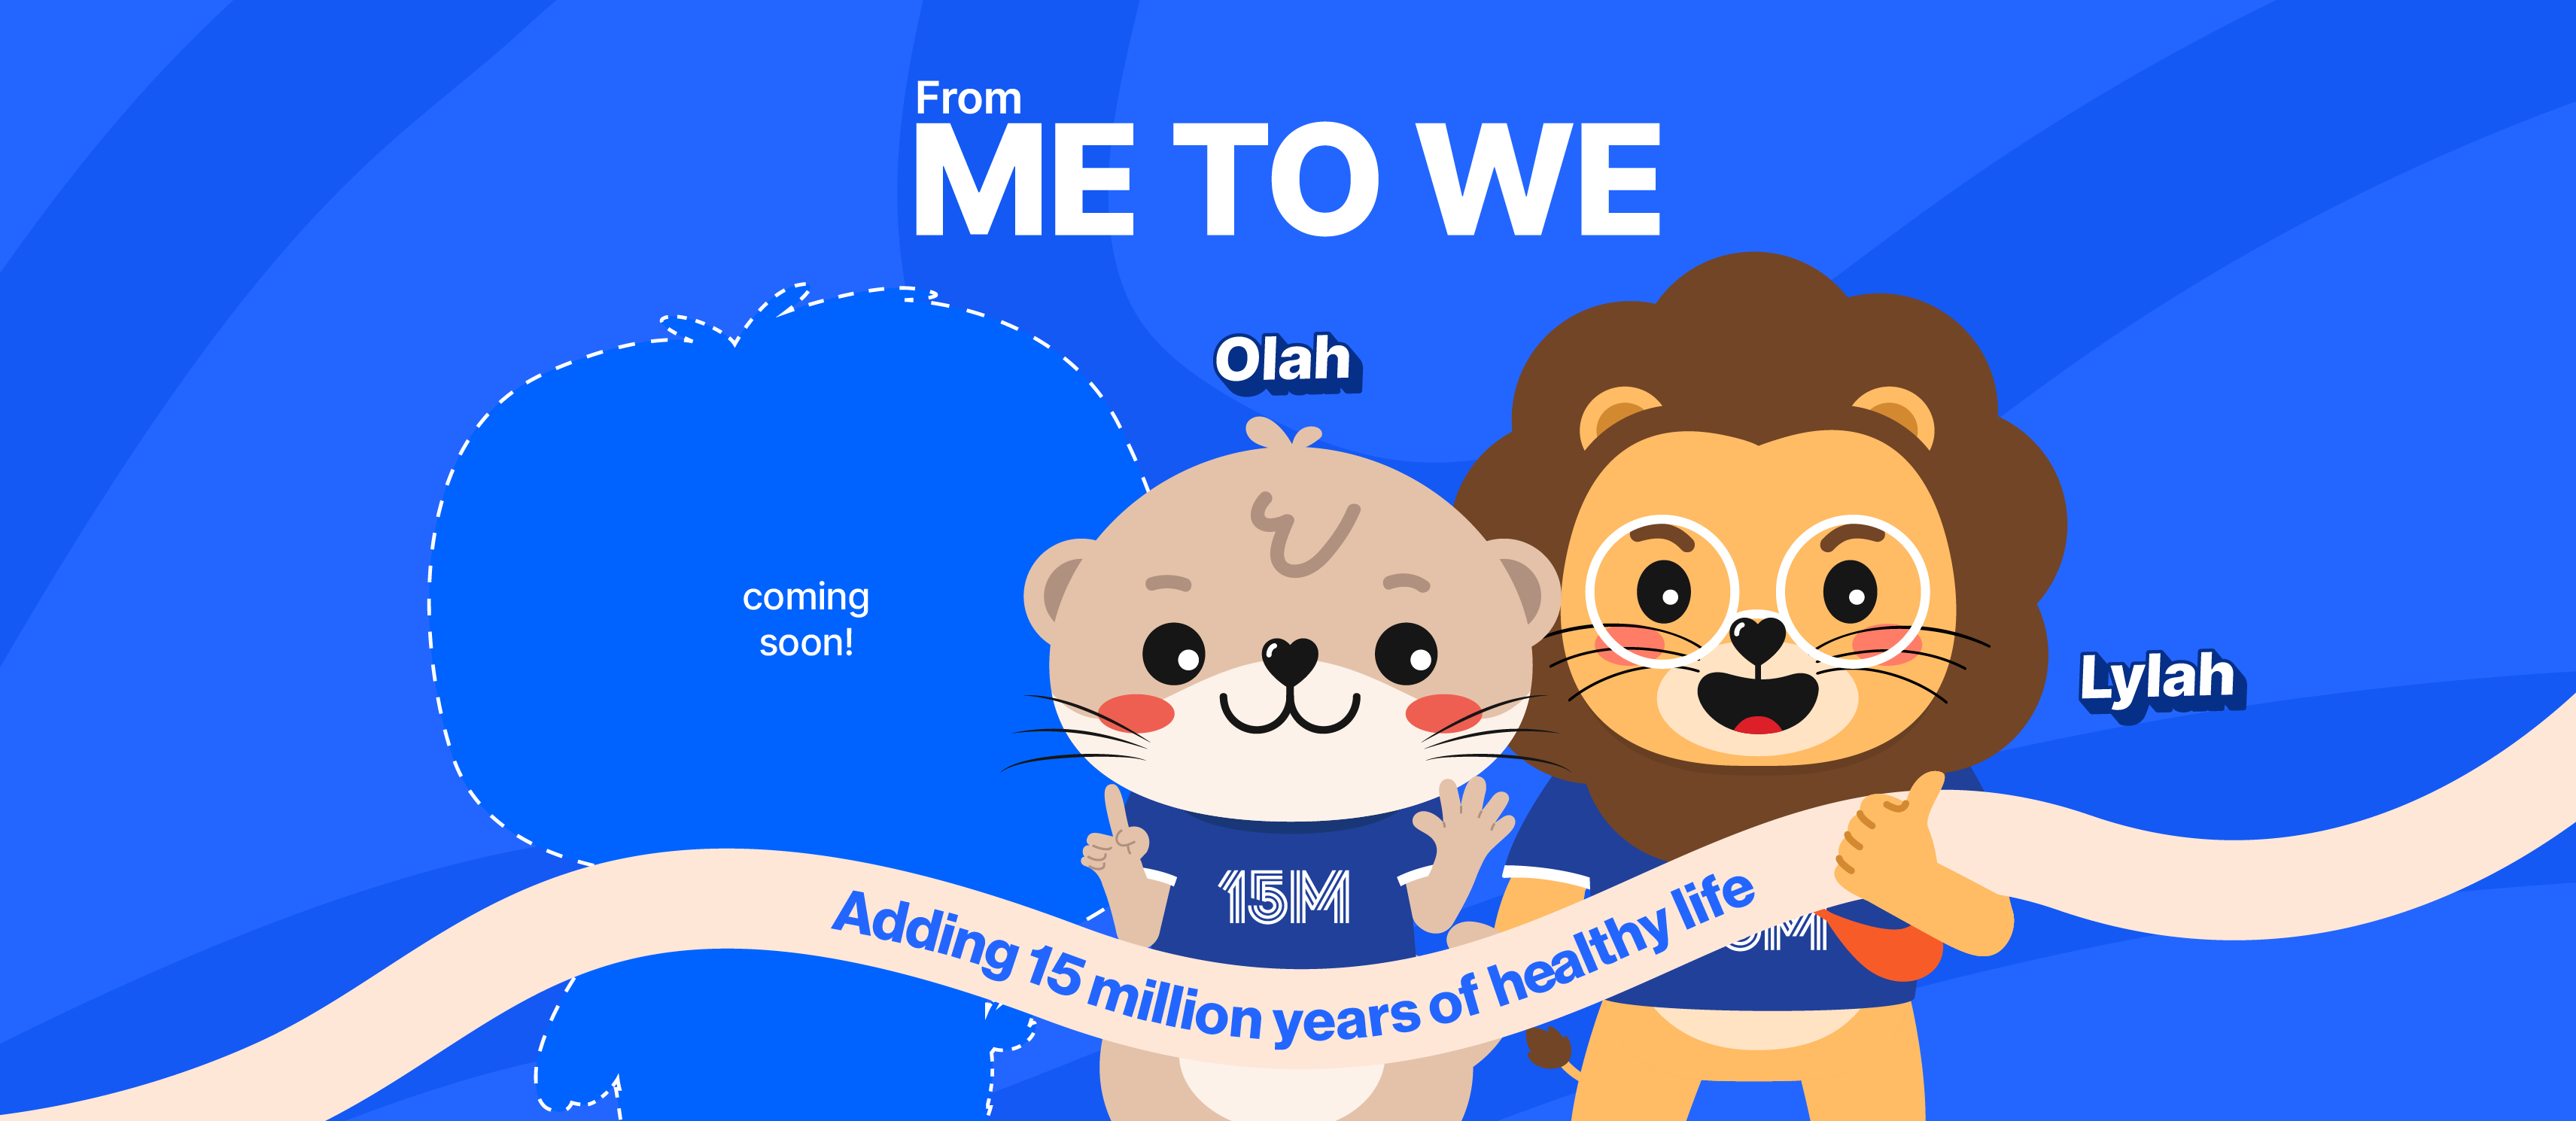 From
ME TO WE
Olah
coming
soon!
Lylah
15M
Adding 15 million years of healthy life